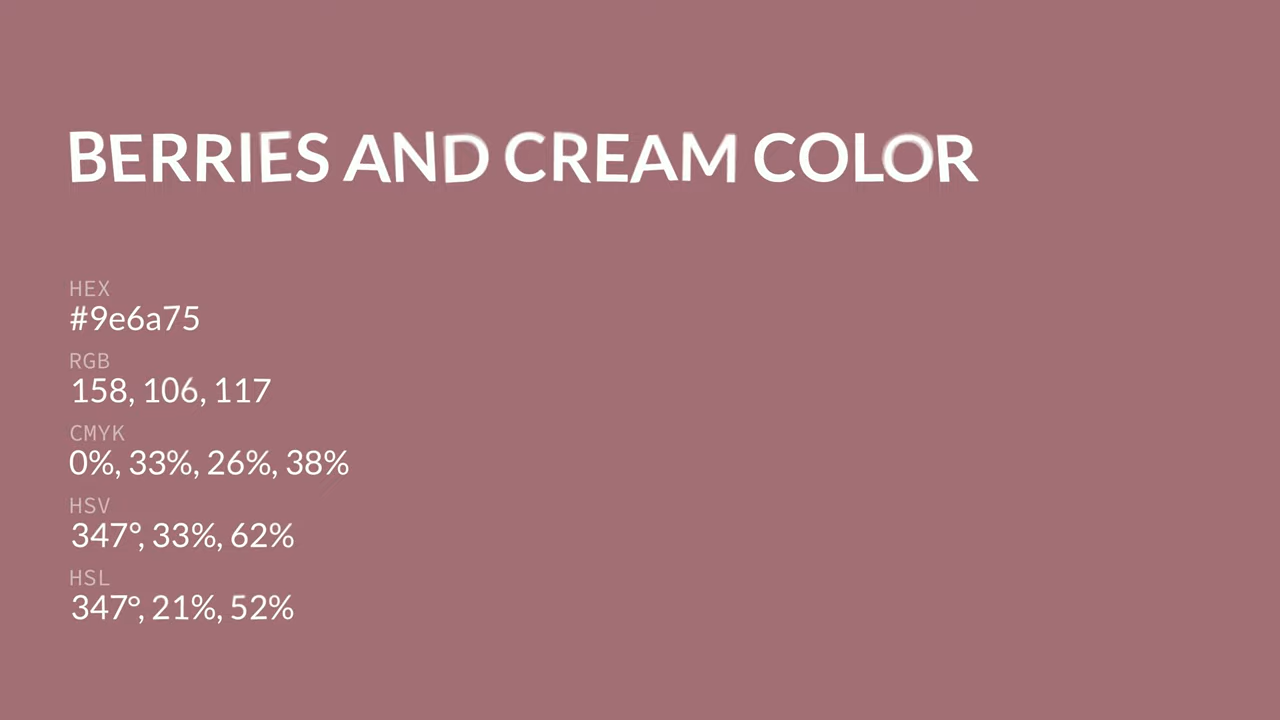 BERRIES AND CREAM COLOR
HEX
#9e6a75
RGB
158, 106, 117
CMYK
0%, 33%, 26%, 38%
HSV
347°, 33%, 62%
HSL
347°, 21%, 52%